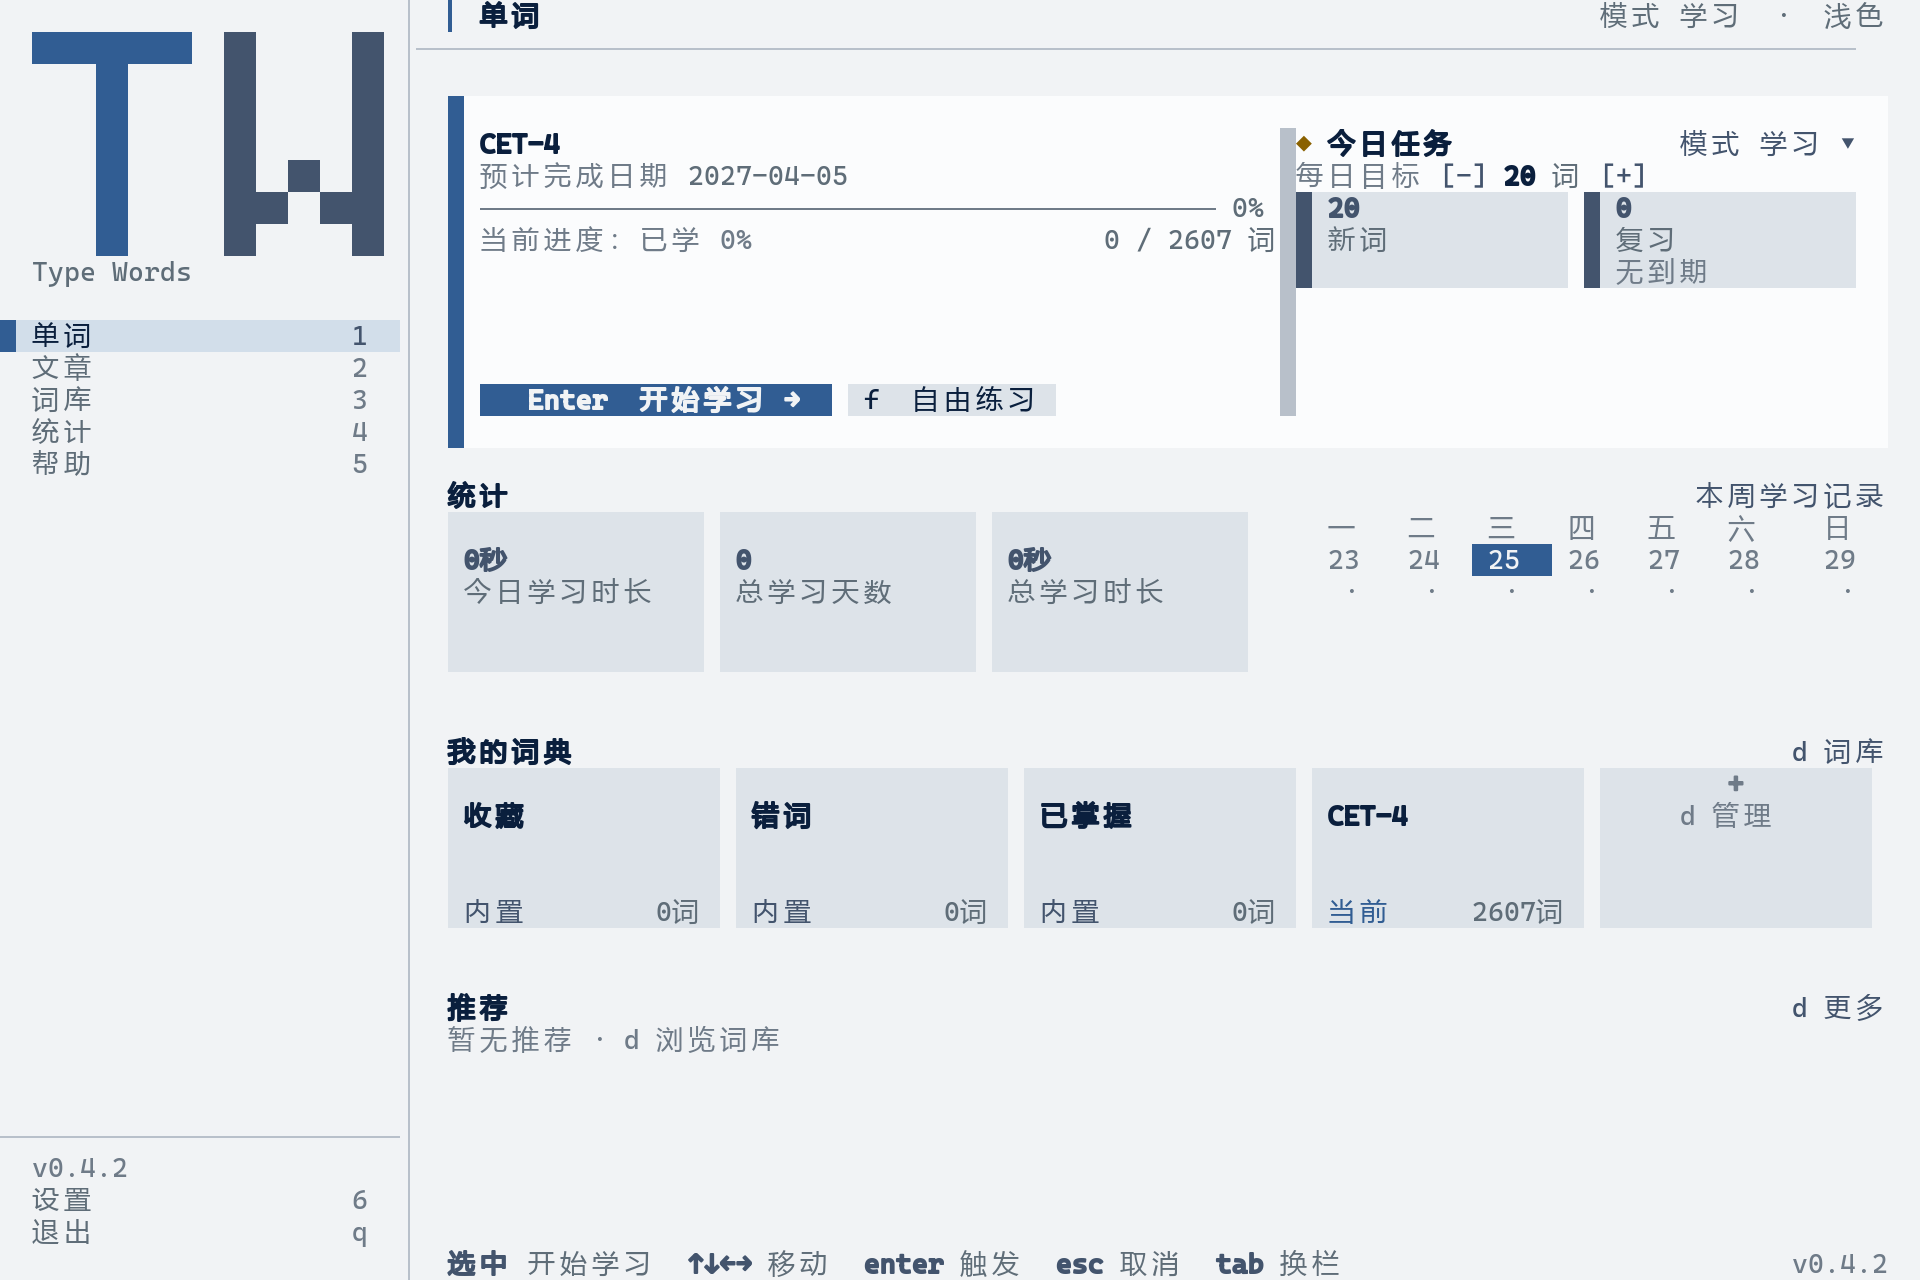 TW
Type Words
单词 1
文章 2
词库 3
统计 4
帮助 5
v0.4.2
设置 6
退出 q
单词 模式 学习 · 浅色
CET-4
预计完成日期 2027-04-05
0%
当前进度: 已学 0% 0 / 2607 词
Enter 开始学习 → f 自由练习
◆ 今日任务 模式 学习 ▼
每日目标 [-] 20 词 [+]
20
新词
0
复习
无到期
统计
0秒
今日学习时长
0
总学习天数
0秒
总学习时长
本周学习记录
一 二 三 四 五 六 日
23 24 25 26 27 28 29
· · · · · · ·
我的词典 d 词库
收藏
内置 0词
错词
内置 0词
已掌握
内置 0词
CET-4
当前 2607词
+
d 管理
推荐 d 更多
暂无推荐 · d 浏览词库
选中 开始学习 ↑↓←→ 移动 enter 触发 esc 取消 tab 换栏 v0.4.2